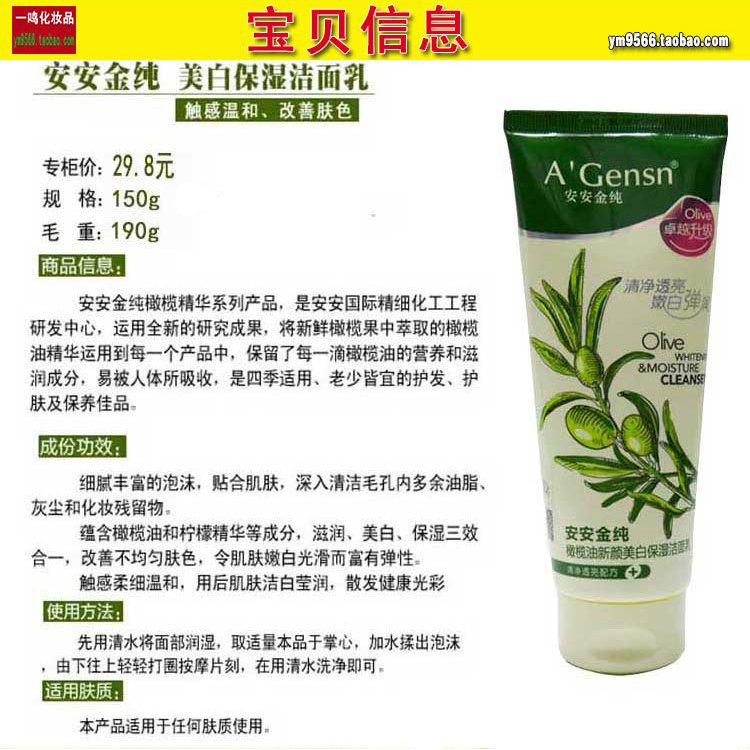 一鸣化妆品
ym9566.taobao.com
宝贝信息
ym9566.taobao.com
安安金纯 美白保湿洁面乳
触感温和、改善肤色
专柜价：29.8元
规 格：150g
毛 重：190g
商品信息：
安安金纯橄榄精华系列产品，是安安国际精细化工工程
研发中心，运用全新的研究成果，将新鲜橄榄果中萃取的橄榄
油精华运用到每一个产品中，保留了每一滴橄榄油的营养和滋
润成分，易被人体所吸收，是四季适用、老少皆宜的护发、护
肤及保养佳品。
成份功效：
细腻丰富的泡沫，贴合肌肤，深入清洁毛孔内多余油脂、
灰尘和化妆残留物。
蕴含橄榄油和柠檬精华等成分，滋润、美白、保湿三效
合一，改善不均匀肤色，令肌肤嫩白光滑而富有弹性。
触感柔细温和，用后肌肤洁白莹润，散发健康光彩
使用方法：
先用清水将面部润湿，取适量本品于掌心，加水揉出泡沫
，由下往上轻轻打圈按摩片刻，在用清水洗净即可。
适用肤质：
本产品适用于任何肤质使用。
A'Gensn®
安安金纯
Olive
卓越升级
清净透亮
嫩白弹润
Olive
WHITENI
&MOISTURE
CLEANSE
安安金纯
橄榄油新颜美白保湿洁面乳
清净透亮配方